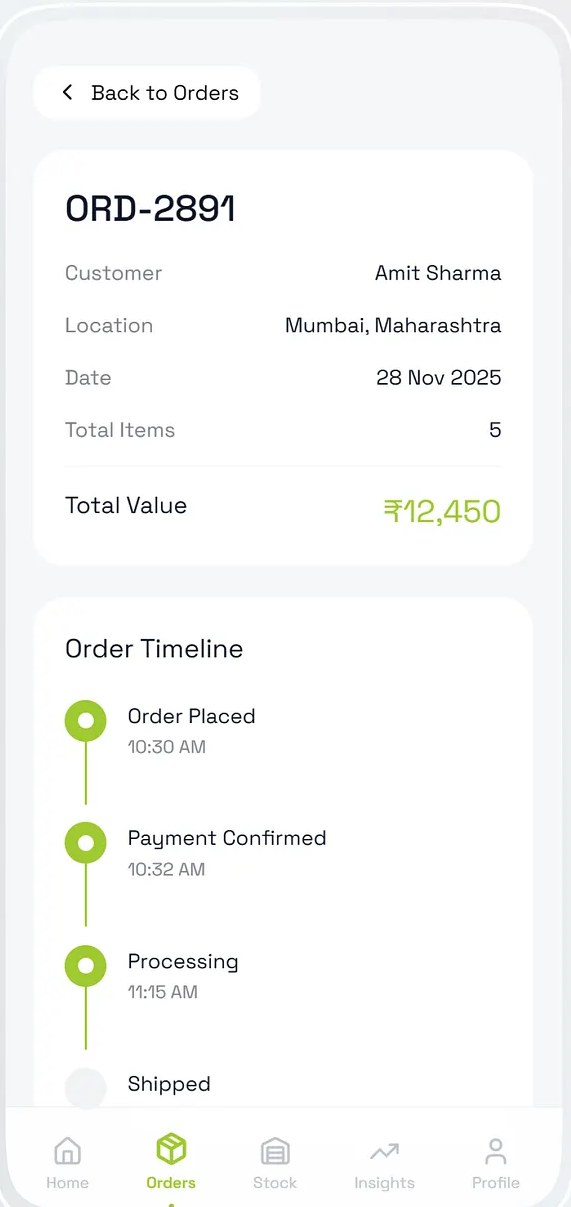 Back to Orders
ORD-2891
Customer Amit Sharma
Location Mumbai, Maharashtra
Date 28 Nov 2025
Total Items 5
Total Value ₹12,450
Order Timeline
Order Placed
10:30 AM
Payment Confirmed
10:32 AM
Processing
11:15 AM
Shipped
Home Orders Stock Insights Profile